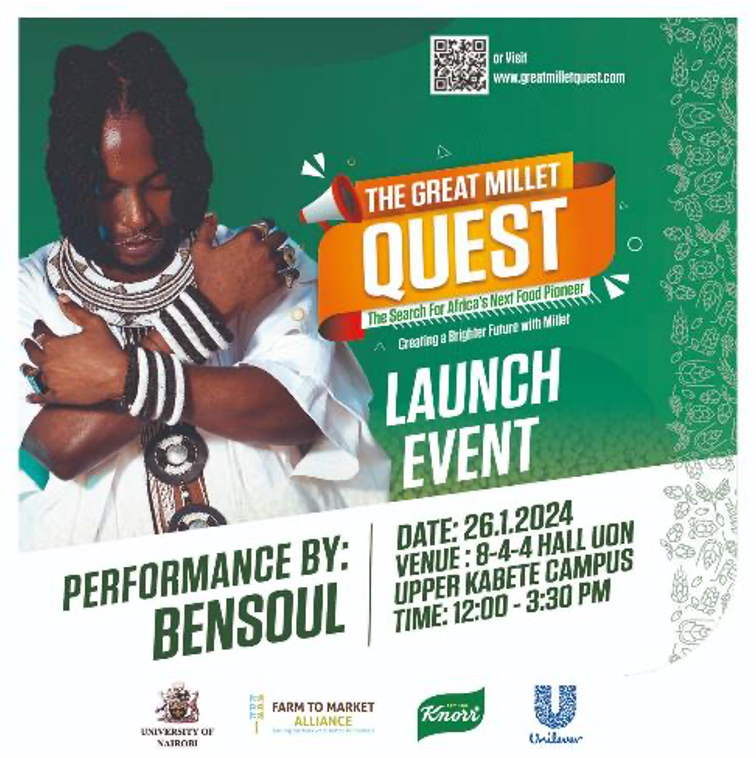 or Visit
www.greatmilletquest.com
THE GREAT MILLET
QUEST
The Search For Africa's Next Food Pioneer
Creating a Brighter Future with Millet
LAUNCH
EVENT
PERFORMANCE BY:
BENSOUL
DATE: 26.1.2024
VENUE : 8-4-4 HALL UON
UPPER KABETE CAMPUS
TIME: 12:00 - 3:30 PM
UNIVERSITY OF
NAIROBI
FARM TO MARKET
ALLIANCE
Knorr
Unilever